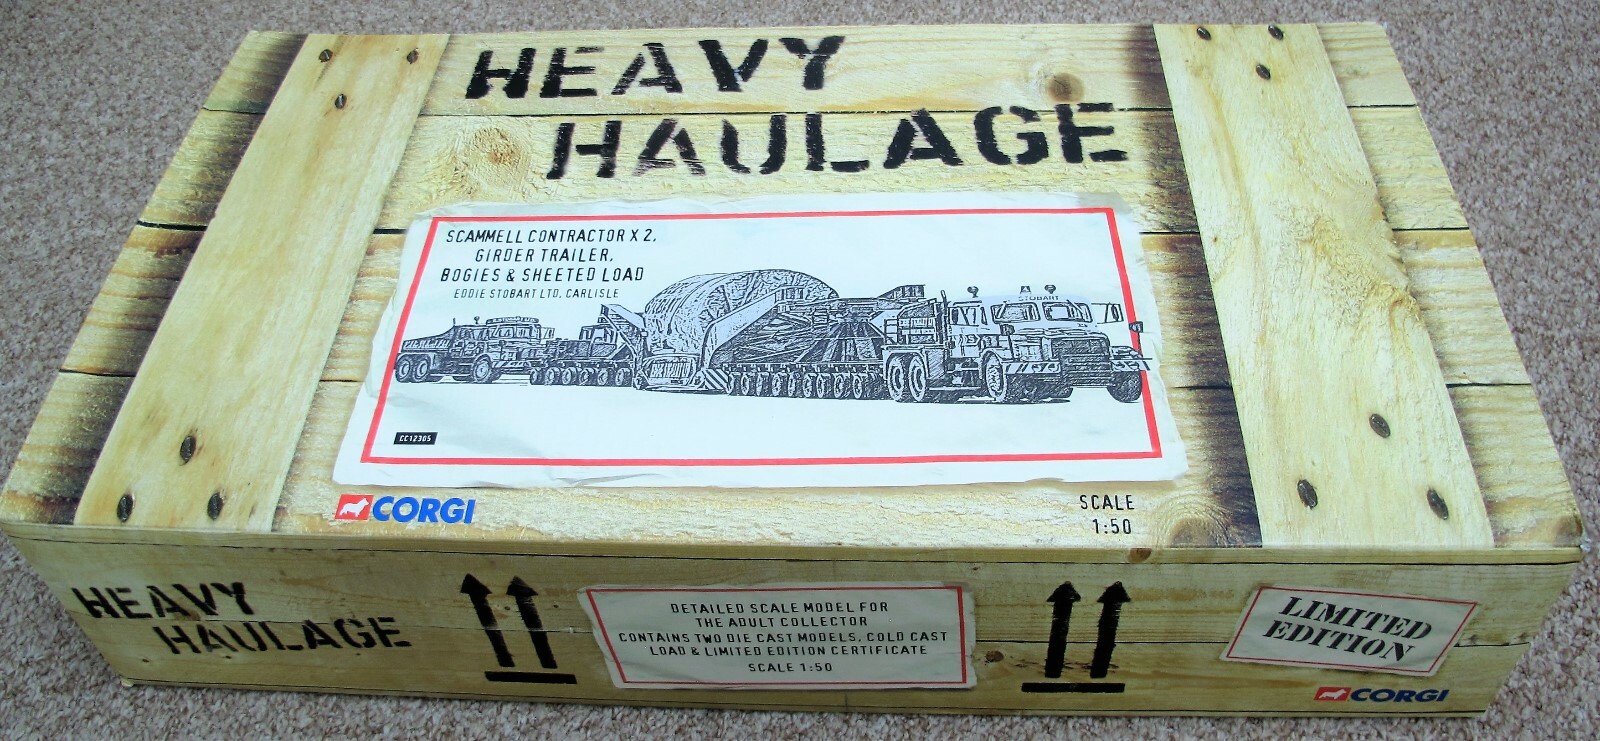 HEAVY
HAULAGE
SCAMMELL CONTRACTOR X 2,
GIRDER TRAILER,
BOGIES & SHEETED LOAD
EDDIE STOBART LTD, CARLISLE
STOBART
CC12305
CORGI
SCALE
1:50
HEAVY
HAULAGE
DETAILED SCALE MODEL FOR
THE ADULT COLLECTOR
CONTAINS TWO DIE CAST MODELS, COLD CAST
LOAD & LIMITED EDITION CERTIFICATE
SCALE 1:50
LIMITED
EDITION
CORGI